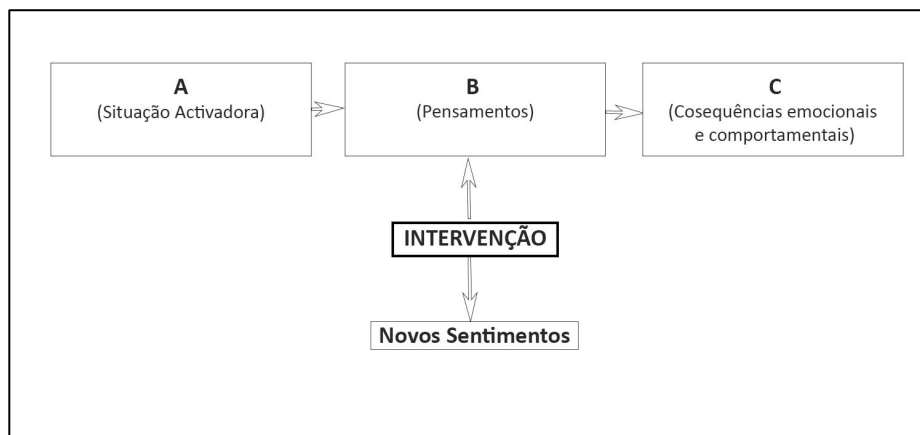 A
(Situação Activadora)
B
(Pensamentos)
C
(Cosequências emocionais
e comportamentais)
INTERVENÇÃO
Novos Sentimentos